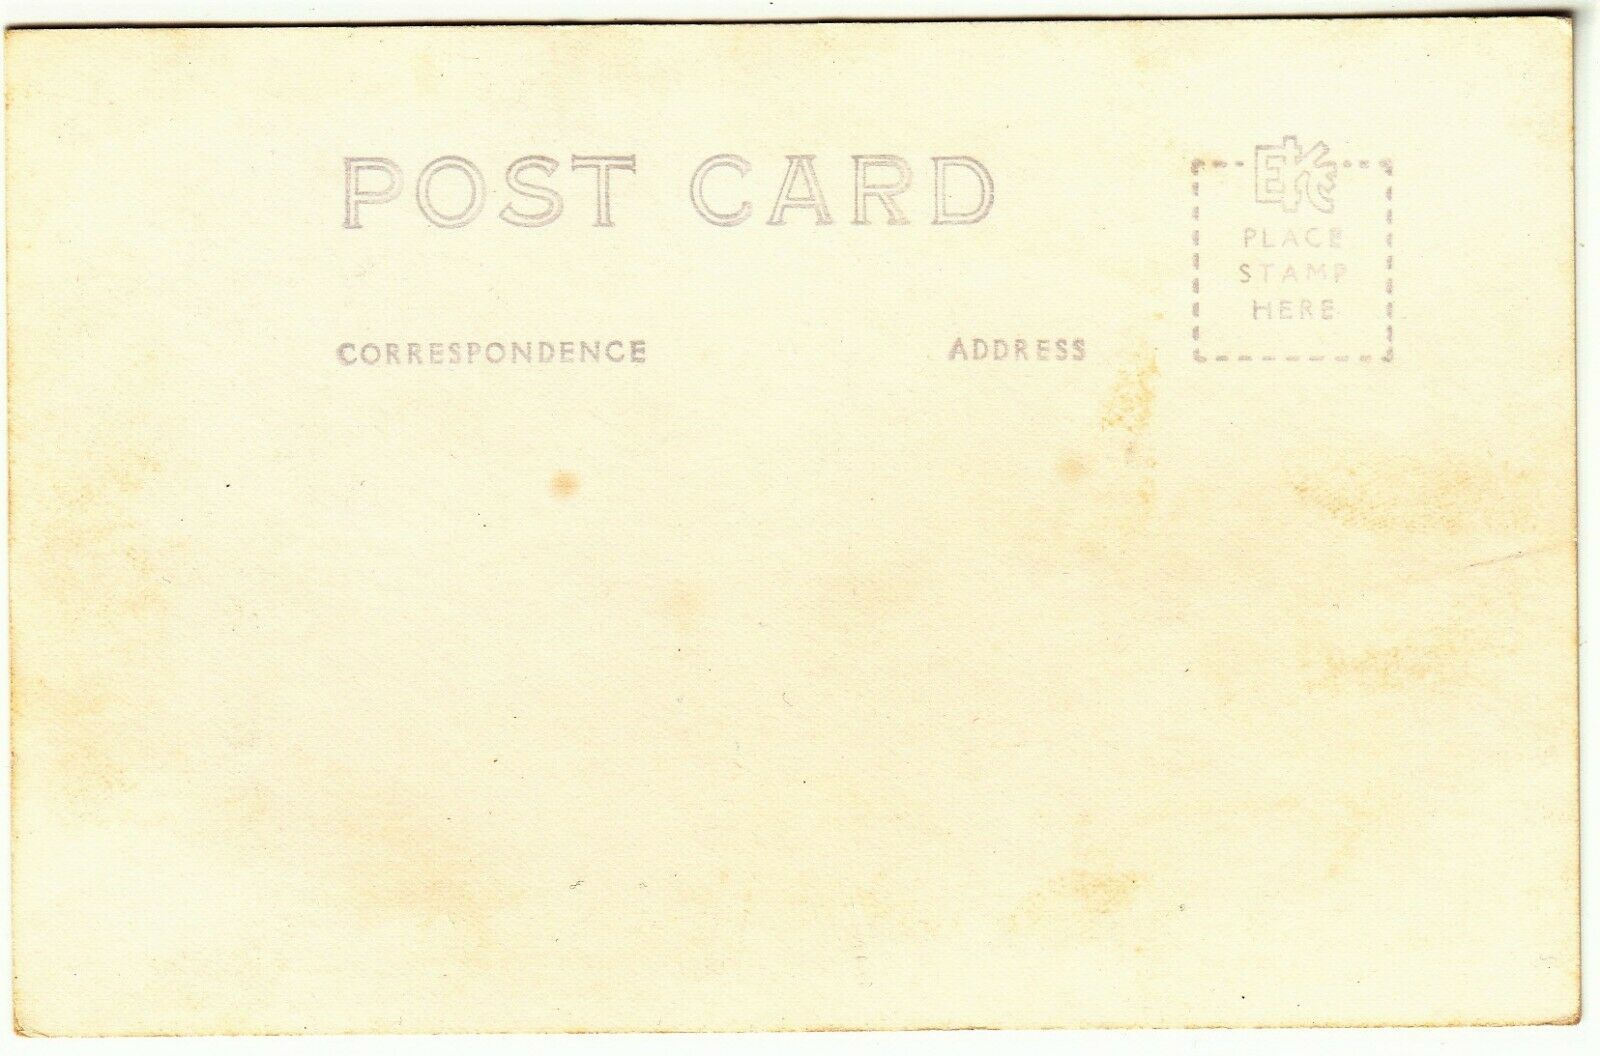 POST CARD
EKC
PLACE
STAMP
HERE
CORRESPONDENCE
ADDRESS